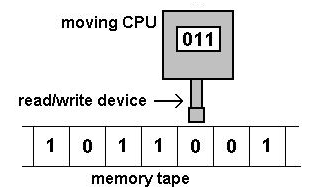 moving CPU
011
read/write device
1 0 1 1 0 0 1
memory tape